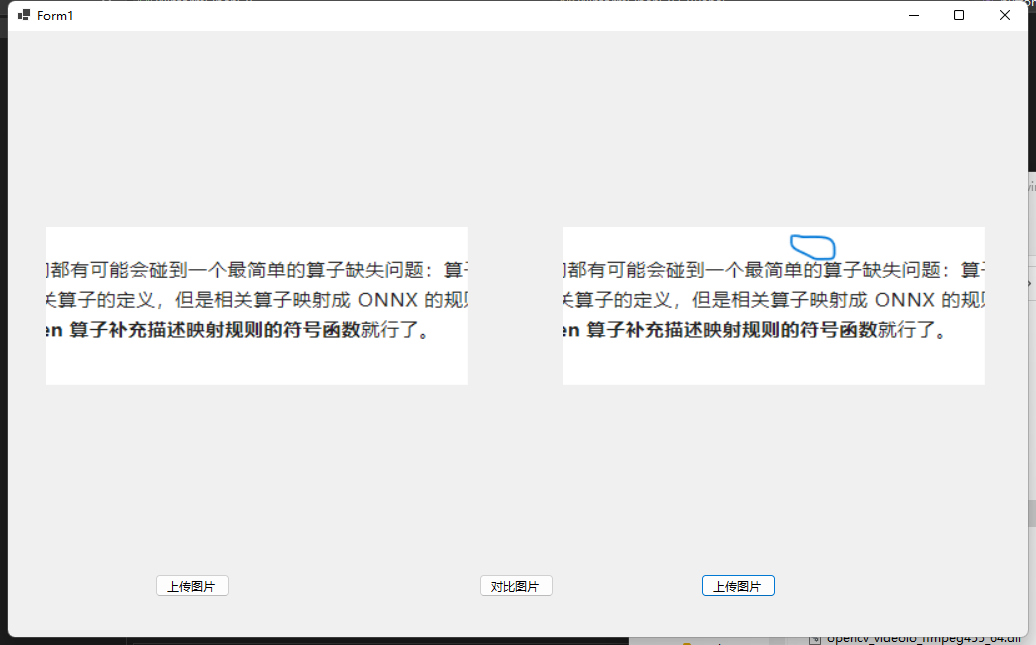 Form1
都有可能会碰到一个最简单的算子缺失问题：算子
关算子的定义，但是相关算子映射成 ONNX 的规则
en 算子补充描述映射规则的符号函数就行了。
都有可能会碰到一个最简单的算子缺失问题：算子
关算子的定义，但是相关算子映射成 ONNX 的规则
en 算子补充描述映射规则的符号函数就行了。
上传图片
对比图片
上传图片
opencv_videoio_ffmpeg455_64.dll